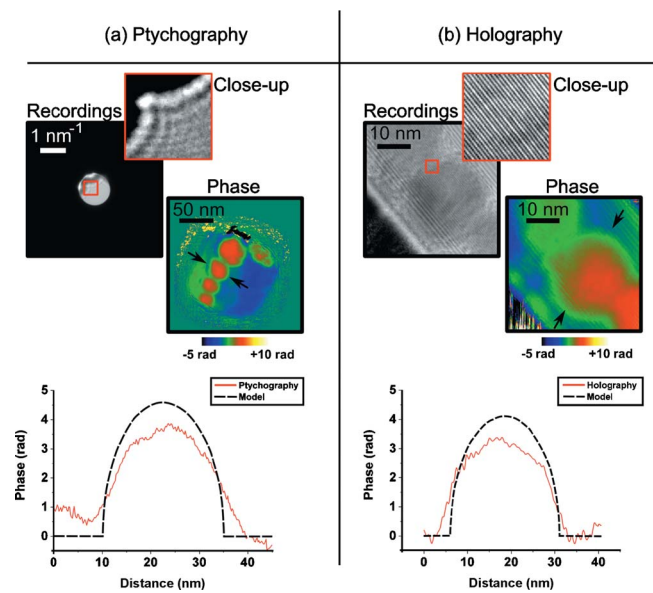 (a) Ptychography
Recordings
1 nm-1
Close-up
Phase
50 nm
-5 rad
+10 rad
Ptychography
Model
Phase (rad)
5
4
3
2
1
0
0
10
20
30
40
Distance (nm)
(b) Holography
Recordings
10 nm
Close-up
Phase
10 nm
-5 rad
+10 rad
Holography
Model
Phase (rad)
5
4
3
2
1
0
0
10
20
30
40
50
Distance (nm)